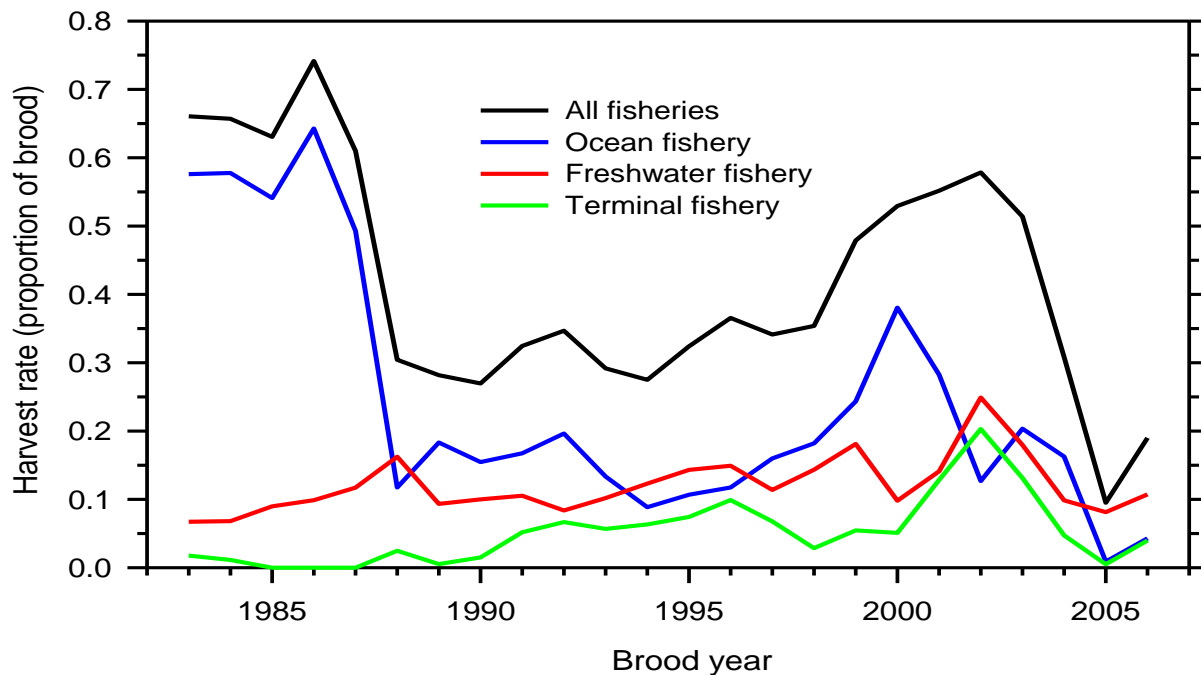 0.8
0.7
0.6
0.5
0.4
0.3
0.2
0.1
0.0
Harvest rate (proportion of brood)
All fisheries
Ocean fishery
Freshwater fishery
Terminal fishery
1985 1990 1995 2000 2005
Brood year